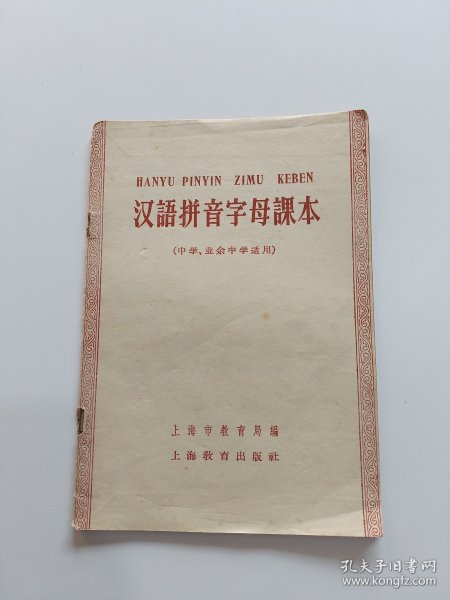 HANYU PINYIN ZIMU KEBEN
汉語拼音字母課本
(中学,业余中学适用)
上海市教育局編
上海教育出版社
孔夫子旧书网
www.kongfz.com